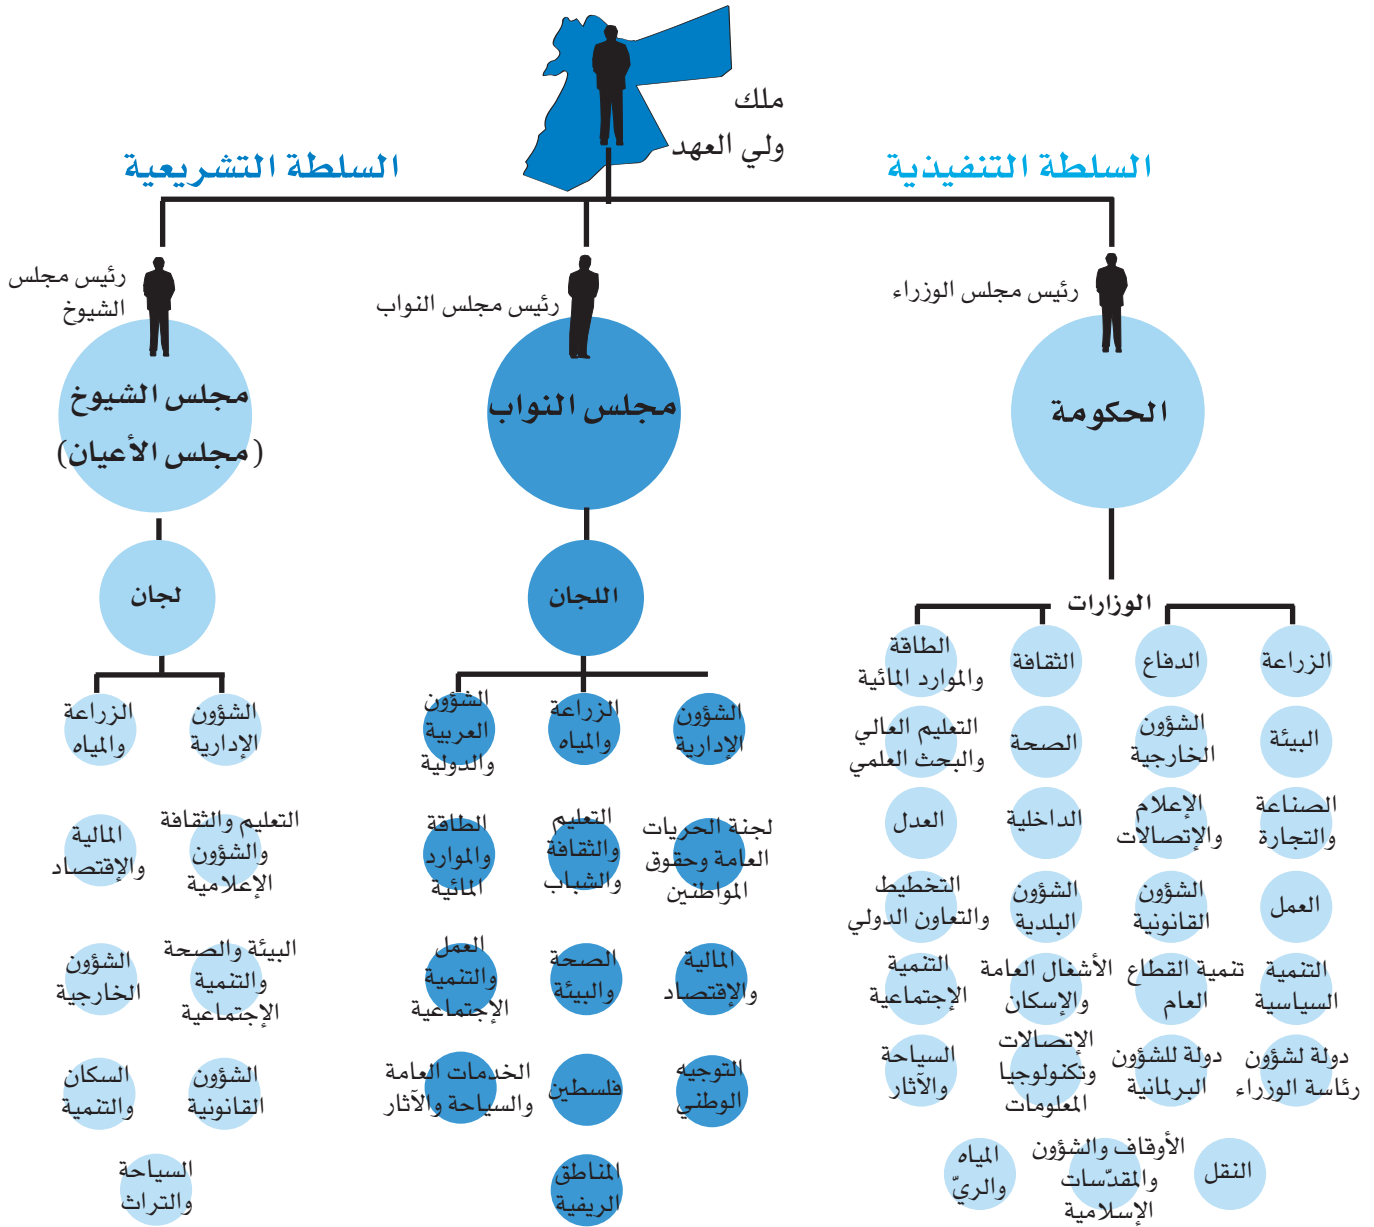 ملك
ولي العهد
السلطة التنفيذية
السلطة التشريعية
رئيس مجلس الوزراء
رئيس مجلس النواب
رئيس مجلس
الشيوخ
الحكومة
مجلس النواب
مجلس الشيوخ
(مجلس الأعيان)
الوزارات
اللجان
لجان
الزراعة
الدفاع
الثقافة
الطاقة
والموارد المائية
البيئة
الشؤون
الخارجية
الصحة
التعليم العالي
والبحث العلمي
الصناعة
والتجارة
الإعلام
والإتصالات
الداخلية
العدل
العمل
الشؤون
القانونية
الشؤون
البلدية
التخطيط
والتعاون الدولي
التنمية
السياسية
تنمية القطاع
العام
الأشغال العامة
والإسكان
التنمية
الإجتماعية
دولة لشؤون
رئاسة الوزراء
دولة للشؤون
البرلمانية
الإتصالات
وتكنولوجيا
المعلومات
السياحة
والآثار
النقل
الأوقاف والشؤون
والمقدّسات
الإسلامية
المياه
والريّ
الشؤون
الإدارية
الزراعة
والمياه
الشؤون
العربية
والدولية
لجنة الحريات
العامة وحقوق
المواطنين
التعليم
والثقافة
والشباب
الطاقة
والموارد
المائية
المالية
والإقتصاد
الصحة
والبيئة
العمل
والتنمية
الإجتماعية
التوجيه
الوطني
فلسطين
الخدمات العامة
والسياحة والآثار
المناطق
الريفية
الشؤون
الإدارية
الزراعة
والمياه
التعليم والثقافة
والشؤون
الإعلامية
المالية
والإقتصاد
البيئة والصحة
والتنمية
الإجتماعية
الشؤون
الخارجية
الشؤون
القانونية
السكان
والتنمية
السياحة
والتراث